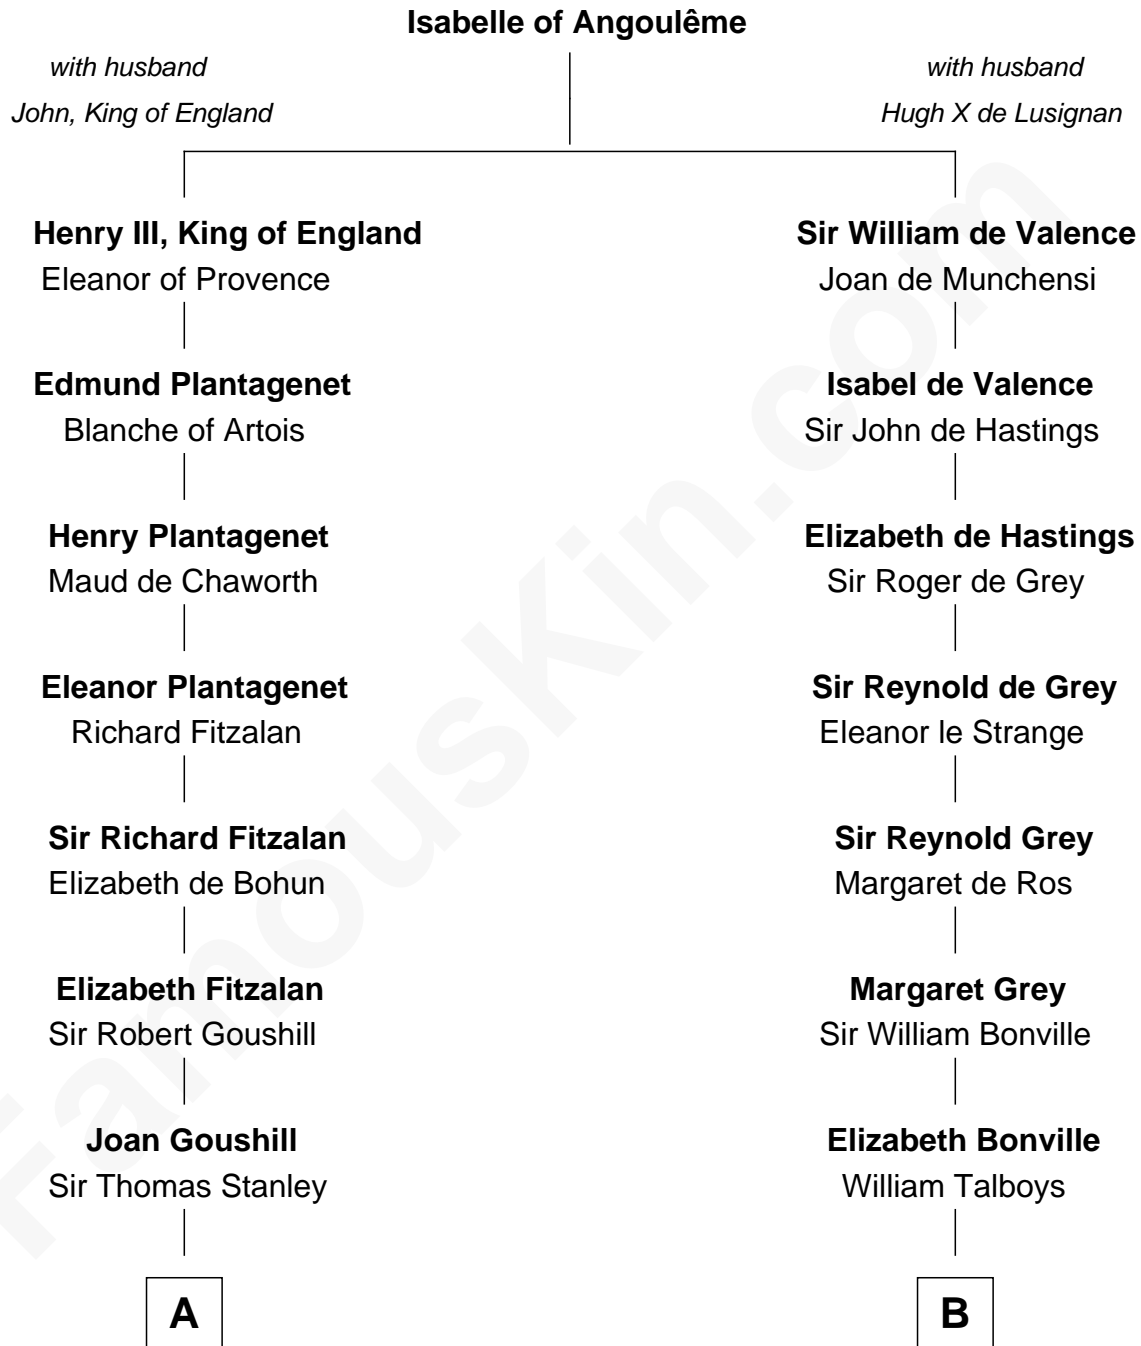 Isabelle of Angoulême
with husband
John, King of England
with husband
Hugh X de Lusignan
Henry III, King of England
Eleanor of Provence
Sir William de Valence
Joan de Munchensi
Edmund Plantagenet
Blanche of Artois
Isabel de Valence
Sir John de Hastings
Henry Plantagenet
Maud de Chaworth
Elizabeth de Hastings
Sir Roger de Grey
Eleanor Plantagenet
Richard Fitzalan
Sir Reynold de Grey
Eleanor le Strange
Sir Richard Fitzalan
Elizabeth de Bohun
Sir Reynold Grey
Margaret de Ros
Elizabeth Fitzalan
Sir Robert Goushill
Margaret Grey
Sir William Bonville
Joan Goushill
Sir Thomas Stanley
Elizabeth Bonville
William Talboys
A
B
FamousKin.com